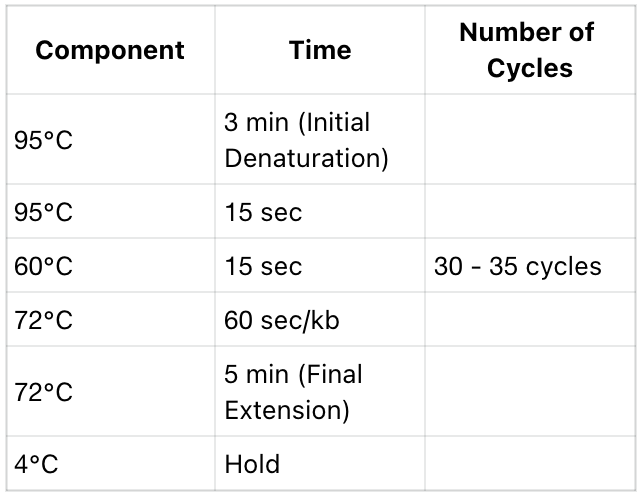 Component Time Number of
Cycles
95°C 3 min (Initial
Denaturation)
95°C 15 sec
60°C 15 sec 30 - 35 cycles
72°C 60 sec/kb
72°C 5 min (Final
Extension)
4°C Hold